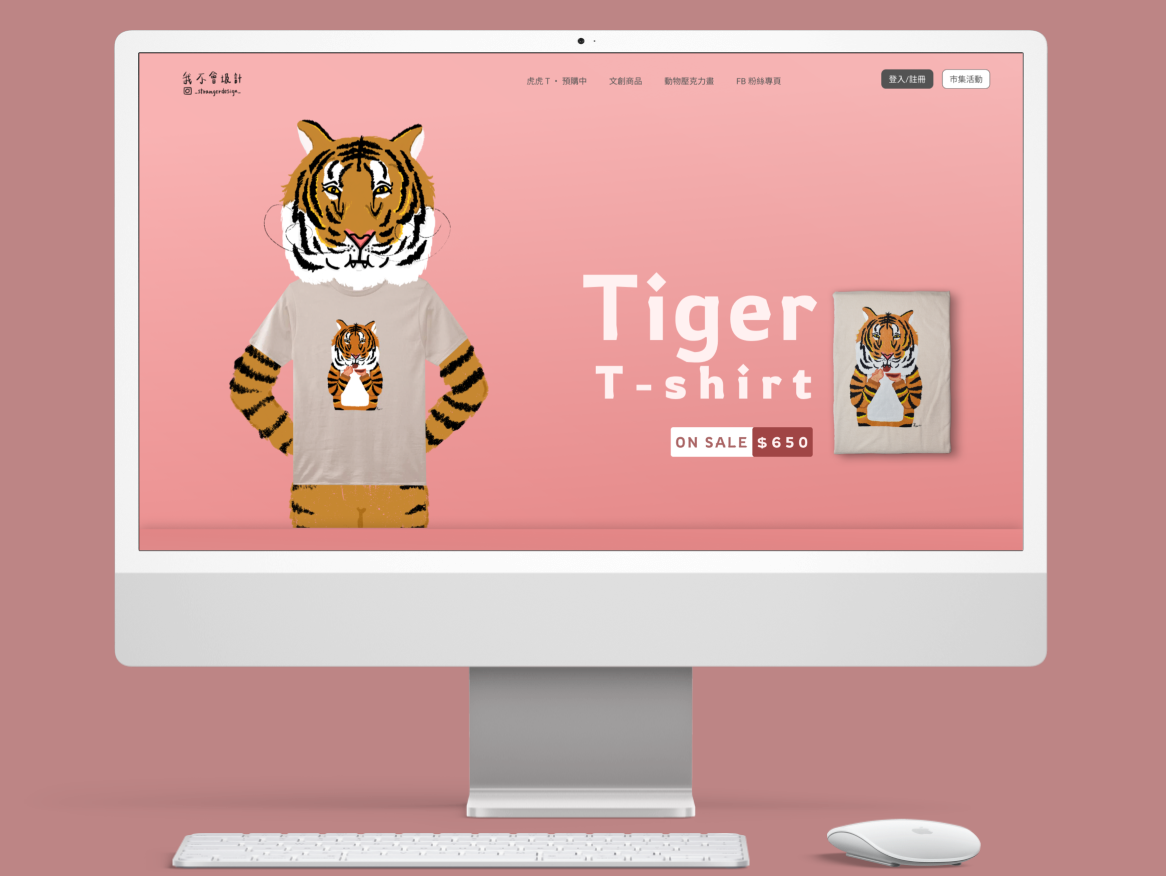 我不會設計
_strangerdesign_
虎虎 T・預購中
文創商品
動物壓克力畫
FB 粉絲專頁
登入/註冊
市集活動
Tiger
T-shirt
ON SALE $650